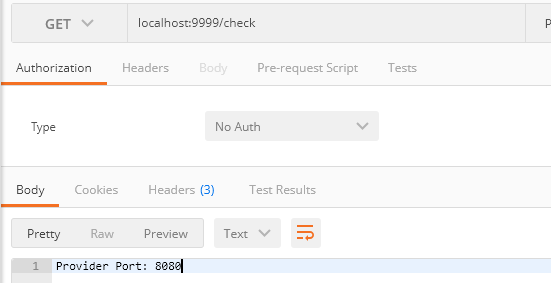 GET localhost:9999/check P
Authorization Headers Body Pre-request Script Tests
Type No Auth
Body Cookies Headers (3) Test Results
Pretty Raw Preview Text
1 Provider Port: 8080